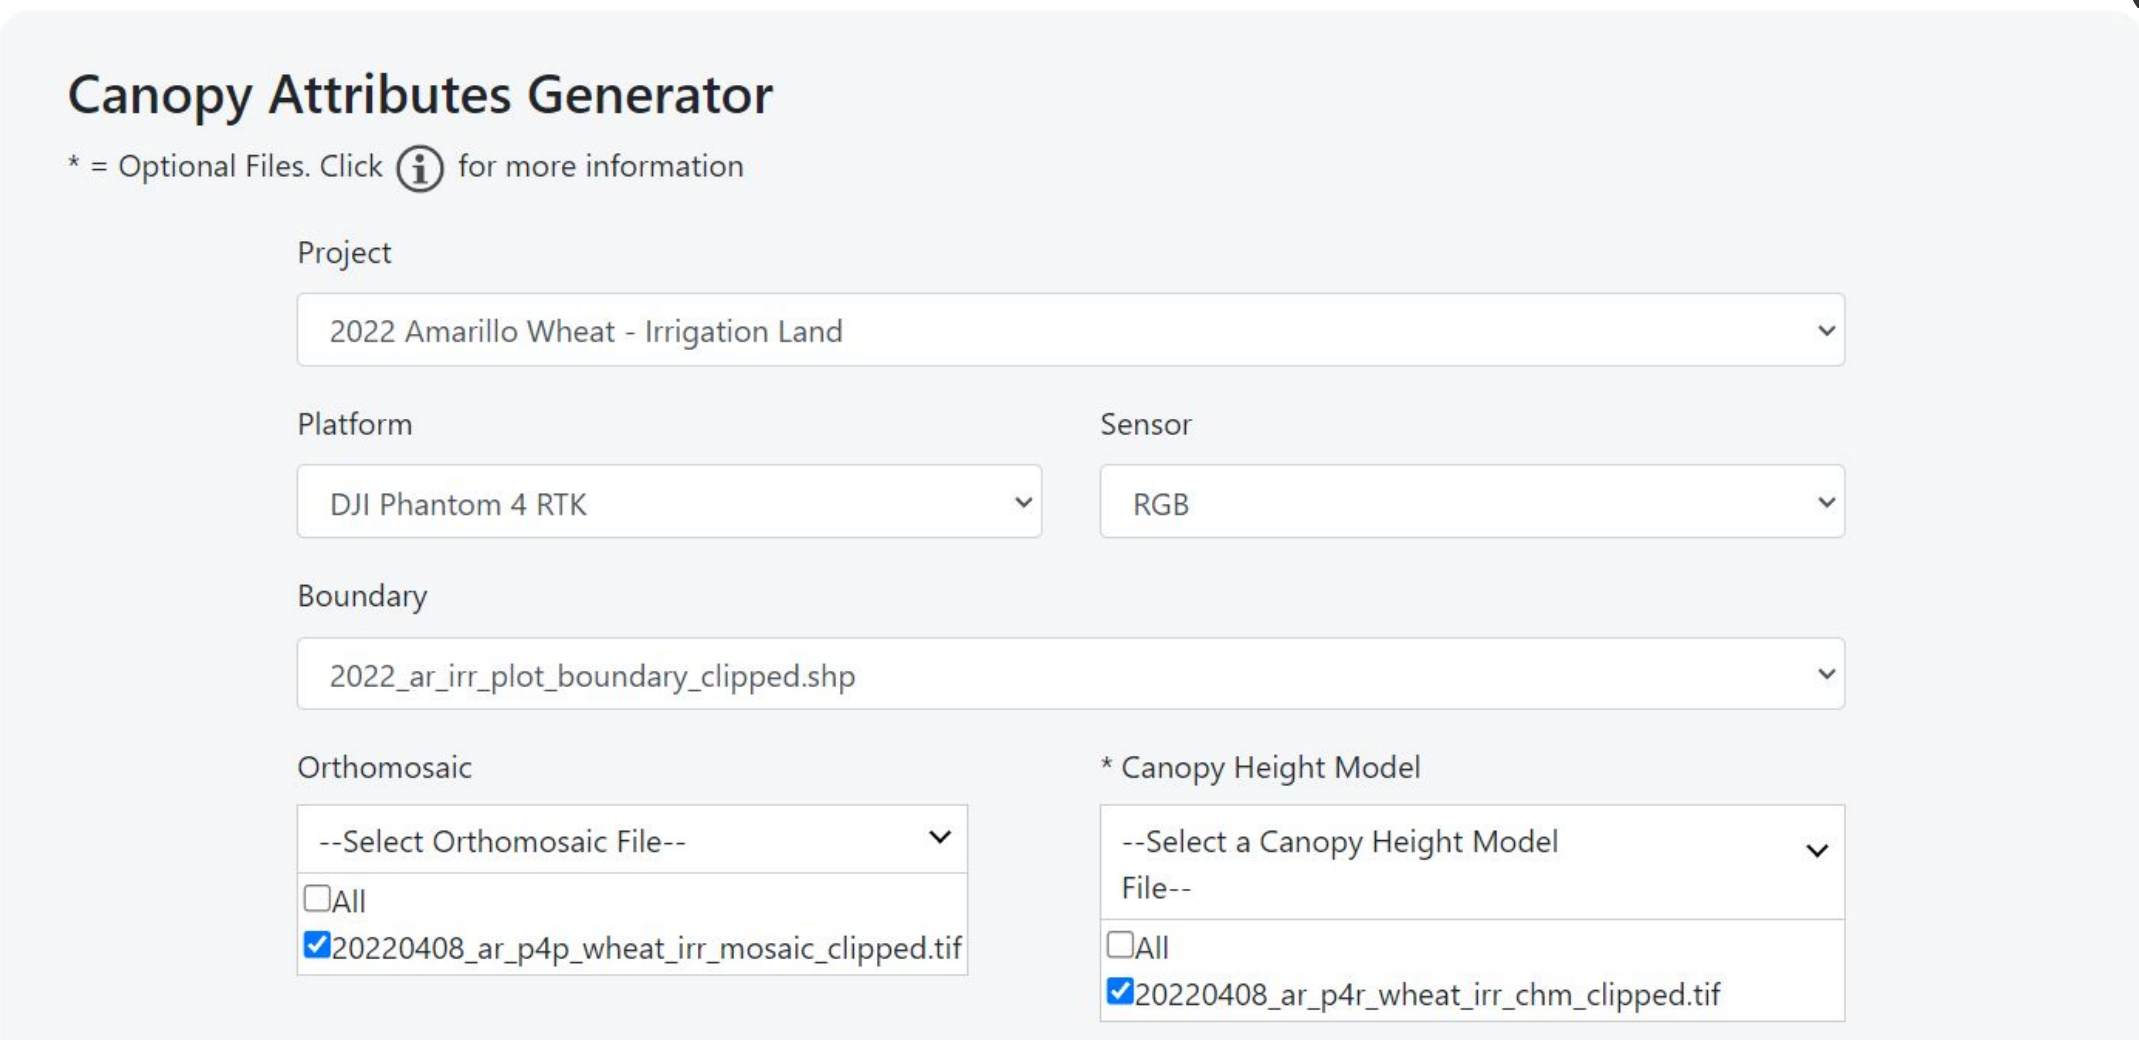 Canopy Attributes Generator
* = Optional Files. Click i for more information
Project
2022 Amarillo Wheat - Irrigation Land
Platform
Sensor
DJI Phantom 4 RTK
RGB
Boundary
2022_ar_irr_plot_boundary_clipped.shp
Orthomosaic
* Canopy Height Model
--Select Orthomosaic File--
--Select a Canopy Height Model
File--
All
20220408_ar_p4p_wheat_irr_mosaic_clipped.tif
All
20220408_ar_p4r_wheat_irr_chm_clipped.tif